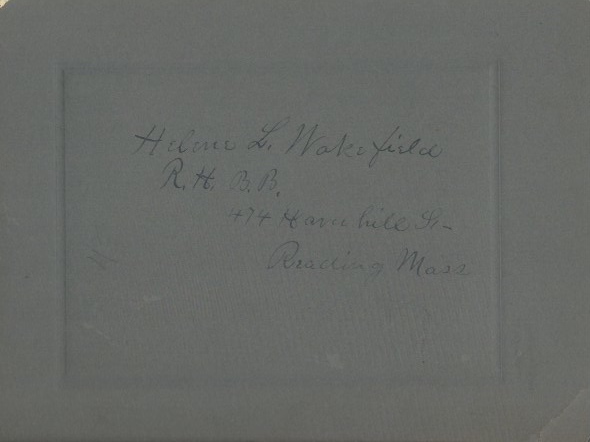 Helene L. Wakefield
R. H. B. B.
474 Haverhill St.
Reading Mass